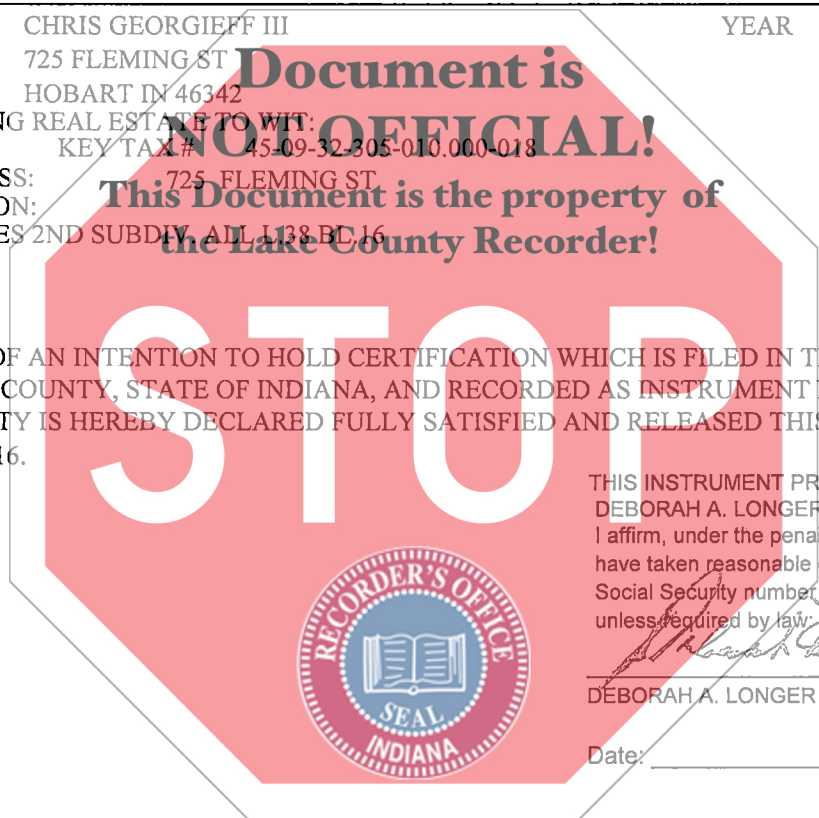 CHRIS GEORGIEFF III YEAR
725 FLEMING ST
Document is
HOBART IN 46342
NG REAL ESTATE TO WIT:
NOT OFFICIAL!
KEY TAX # 45-09-32-305-010.000-018
SS: 725 FLEMING ST
This Document is the property of
ON:
ES 2ND SUBDIV. ALL L.38 BL.16
the Lake County Recorder!
STOP
OF AN INTENTION TO HOLD CERTIFICATION WHICH IS FILED IN T
COUNTY, STATE OF INDIANA, AND RECORDED AS INSTRUMENT
TY IS HEREBY DECLARED FULLY SATISFIED AND RELEASED THIS
16.
THIS INSTRUMENT PR
DEBORAH A. LONGER
I affirm, under the pena
have taken reasonable
Social Security number
unless required by law:
DEBORAH A. LONGER
Date:
RECORDER'S OFFICE
SEAL
INDIANA